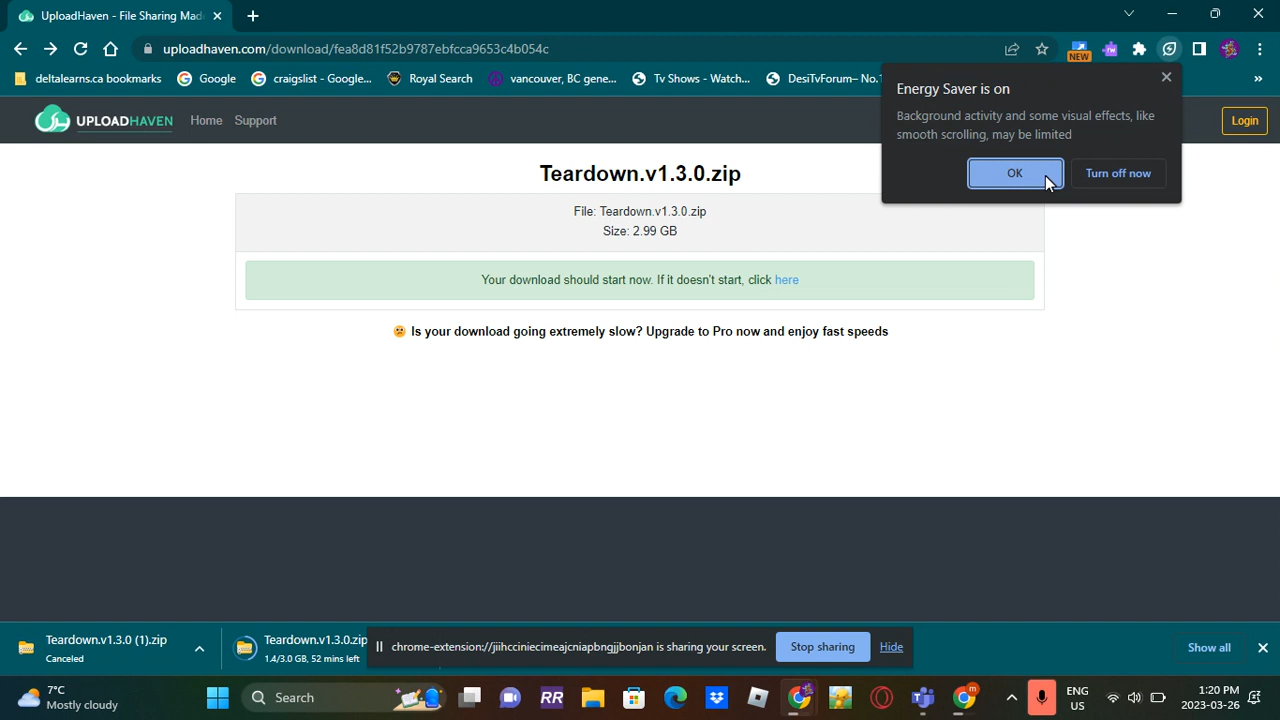 UploadHaven - File Sharing Made
uploadhaven.com/download/fea8d81f52b9787ebfcca9653c4b054c
NEW
rw
deltalearns.ca bookmarks
Google
craigslist - Google...
Royal Search
vancouver, BC gene...
Tv Shows - Watch...
DesiTvForum– No.1
»
Energy Saver is on
Background activity and some visual effects, like
smooth scrolling, may be limited
OK
Turn off now
UPLOADHAVEN
Home
Support
Login
Teardown.v1.3.0.zip
File: Teardown.v1.3.0.zip
Size: 2.99 GB
Your download should start now. If it doesn't start, click here
Is your download going extremely slow? Upgrade to Pro now and enjoy fast speeds
Teardown.v1.3.0 (1).zip
Canceled
Teardown.v1.3.0.zip
1.4/3.0 GB, 52 mins left
chrome-extension://jiihcciniecimeajcniapbngjjbonjan is sharing your screen.
Stop sharing
Hide
Show all
7°C
Mostly cloudy
Search
RR
ENG
US
1:20 PM
2023-03-26